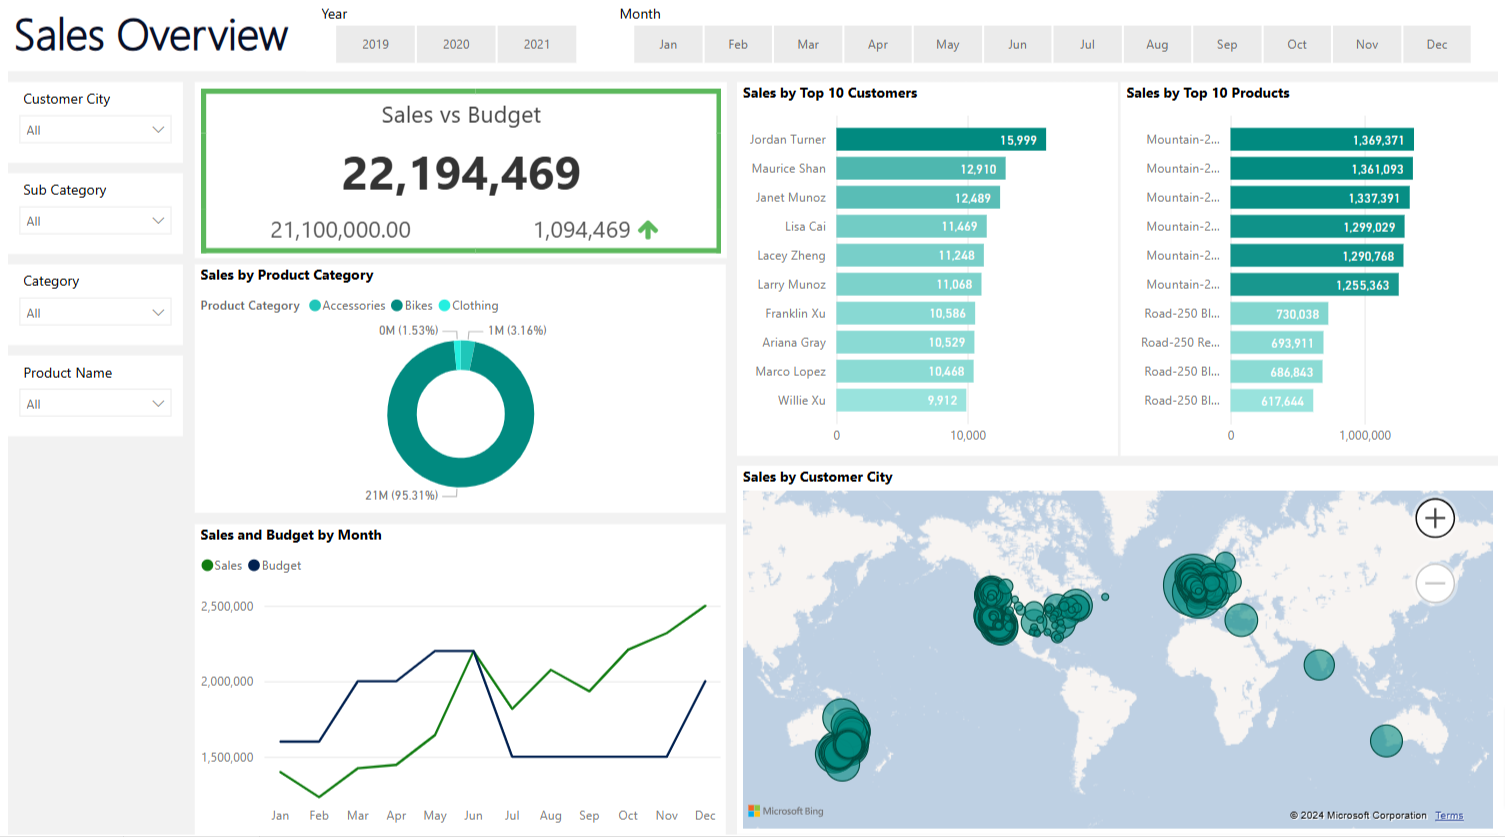 Sales Overview
Year
2019 2020 2021
Month
Jan Feb Mar Apr May Jun Jul Aug Sep Oct Nov Dec
Customer City
All
Sub Category
All
Category
All
Product Name
All
Sales vs Budget
22,194,469
21,100,000.00 1,094,469
Sales by Product Category
Product Category Accessories Bikes Clothing
0M (1.53%) 1M (3.16%)
21M (95.31%)
Sales and Budget by Month
Sales Budget
2,500,000
2,000,000
1,500,000
Jan Feb Mar Apr May Jun Jul Aug Sep Oct Nov Dec
Sales by Top 10 Customers
Jordan Turner 15,999
Maurice Shan 12,910
Janet Munoz 12,489
Lisa Cai 11,469
Lacey Zheng 11,248
Larry Munoz 11,068
Franklin Xu 10,586
Ariana Gray 10,529
Marco Lopez 10,468
Willie Xu 9,912
0 10,000
Sales by Top 10 Products
Mountain-2... 1,369,371
Mountain-2... 1,361,093
Mountain-2... 1,337,391
Mountain-2... 1,299,029
Mountain-2... 1,290,768
Mountain-2... 1,255,363
Road-250 Bl... 730,038
Road-250 Re... 693,911
Road-250 Bl... 686,843
Road-250 Bl... 617,644
0 1,000,000
Sales by Customer City
Microsoft Bing
© 2024 Microsoft Corporation Terms